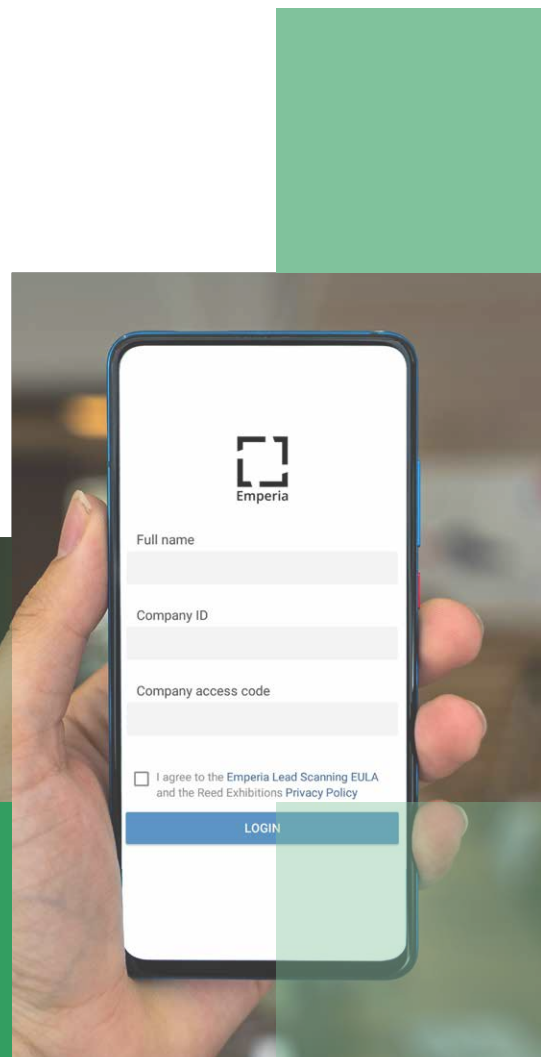 Emperia
Full name
Company ID
Company access code
I agree to the Emperia Lead Scanning EULA
and the Reed Exhibitions Privacy Policy
LOGIN